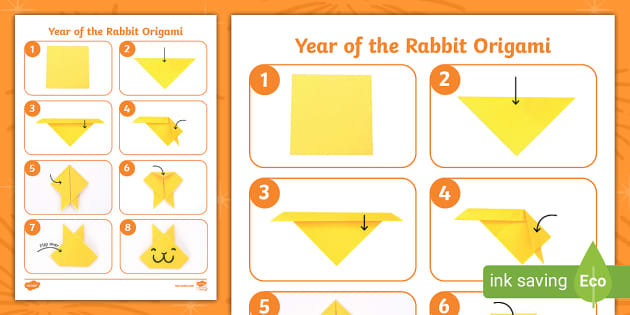 Year of the Rabbit Origami
1
2
3
4
5
6
7
Flip over
8
Year of the Rabbit Origami
1
2
3
4
5
6
ink saving
Eco